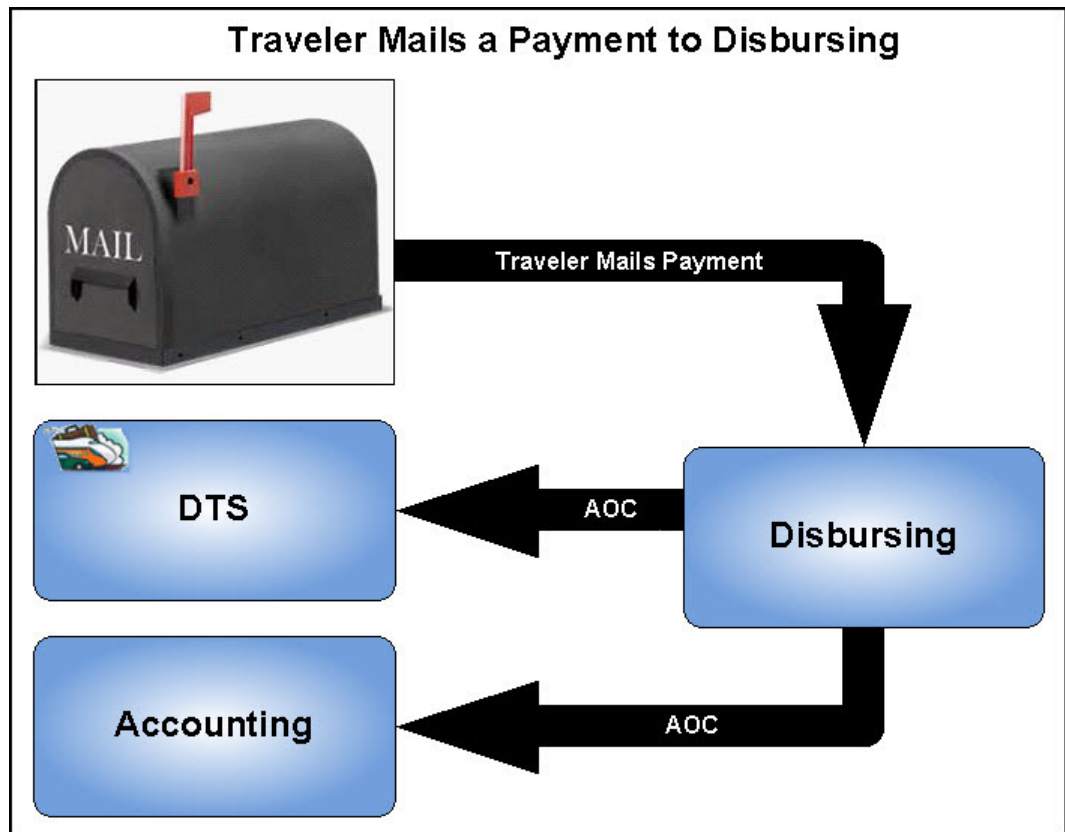 Traveler Mails a Payment to Disbursing
MAIL
Traveler Mails Payment
DTS
AOC
Disbursing
Accounting
AOC